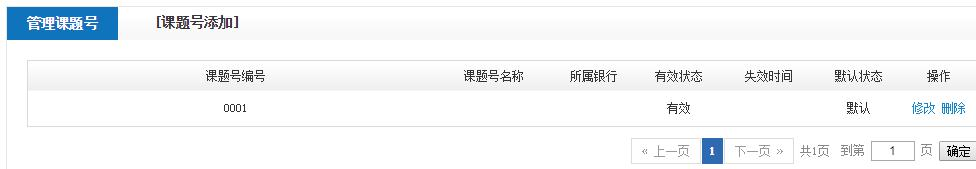 管理课题号 [课题号添加]
课题号编号 课题号名称 所属银行 有效状态 失效时间 默认状态 操作
0001 有效 默认 修改 删除
« 上一页 1 下一页 » 共1页 到第 1 页 确定